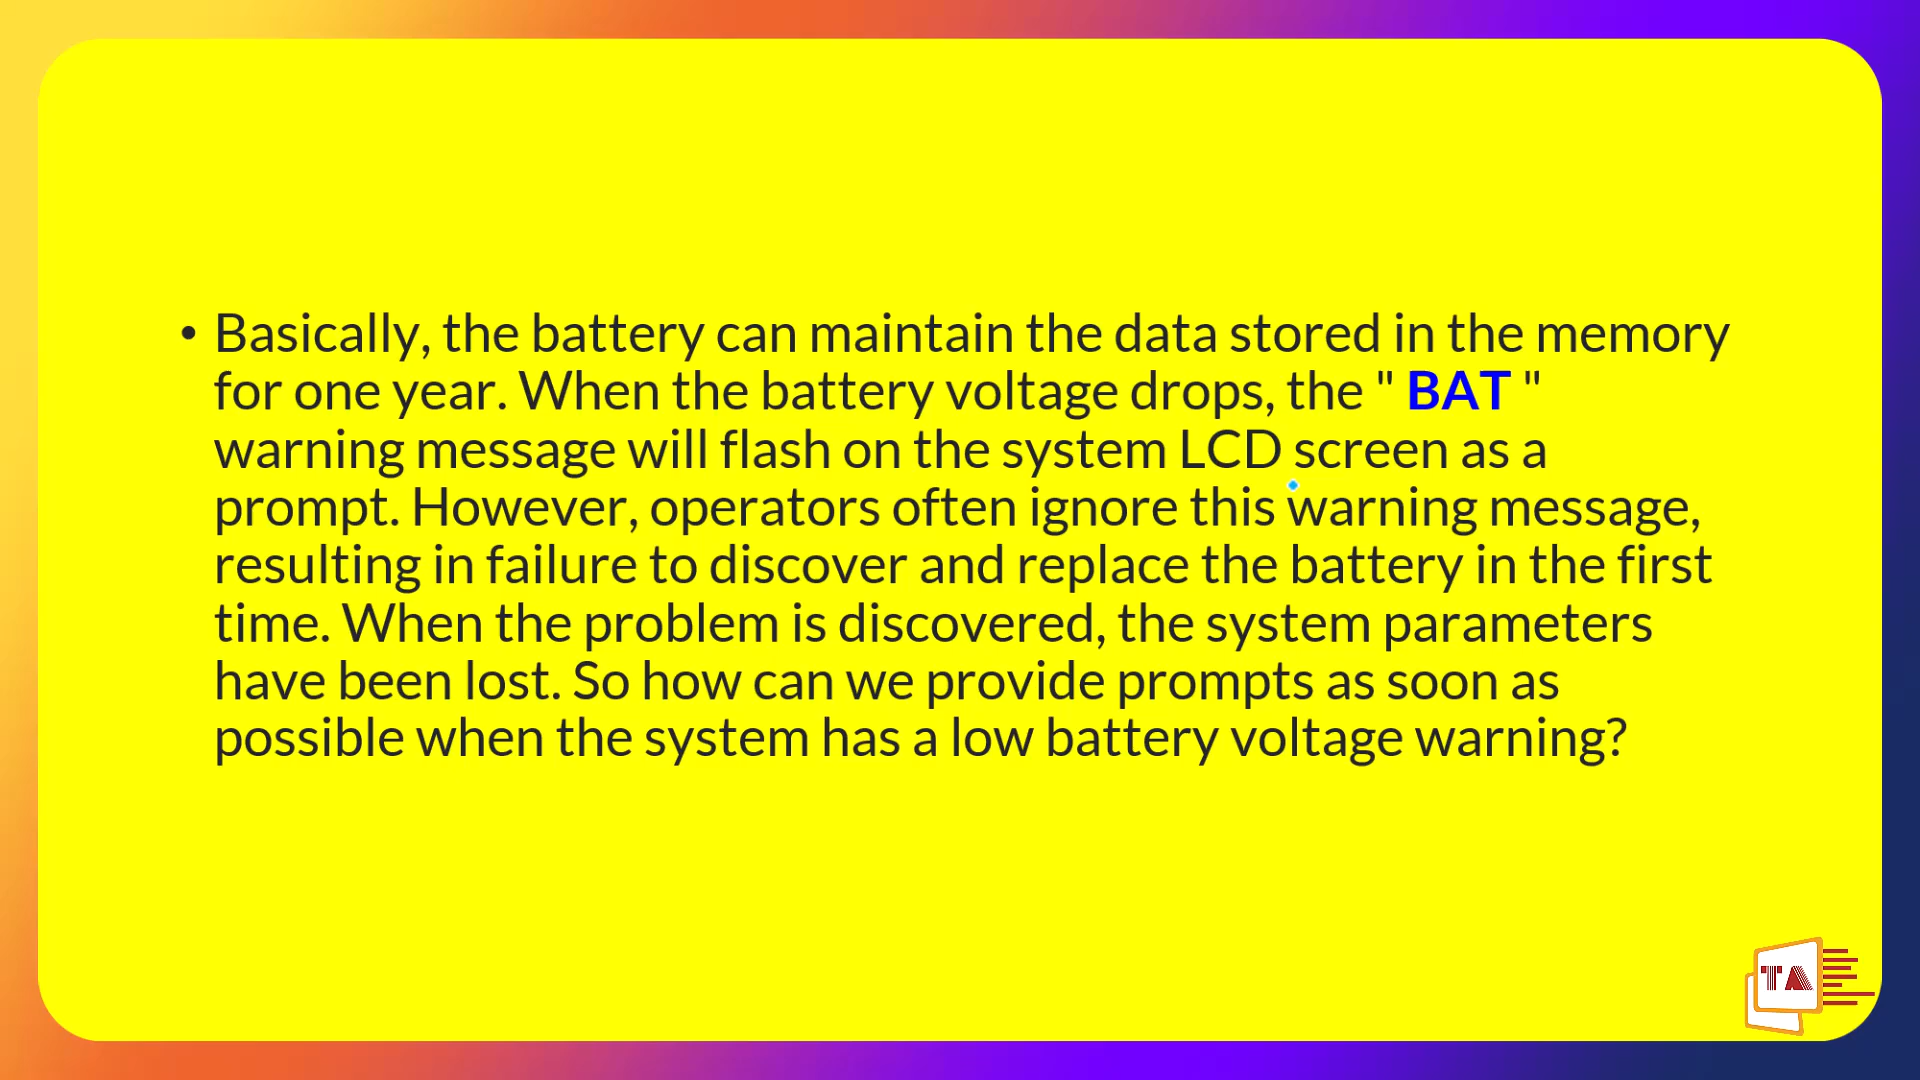 • Basically, the battery can maintain the data stored in the memory
for one year. When the battery voltage drops, the " BAT "
warning message will flash on the system LCD screen as a
prompt. However, operators often ignore this warning message,
resulting in failure to discover and replace the battery in the first
time. When the problem is discovered, the system parameters
have been lost. So how can we provide prompts as soon as
possible when the system has a low battery voltage warning?
TA